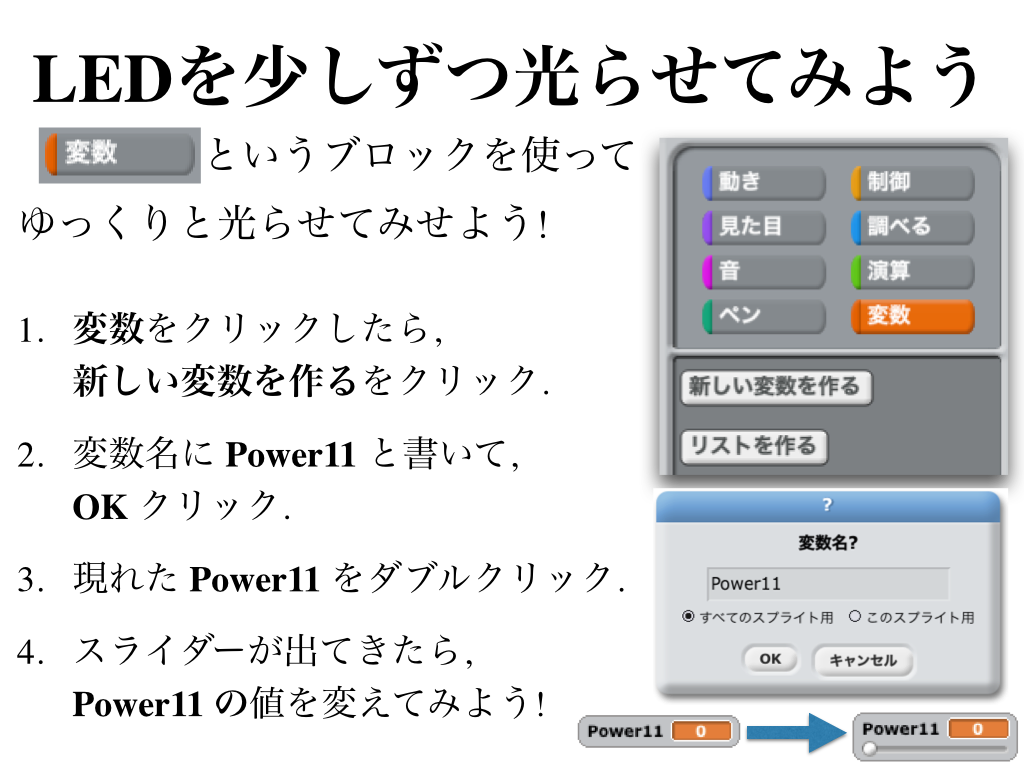 LEDを少しずつ光らせてみよう
変数 というブロックを使って
ゆっくりと光らせてみせよう!
1. 変数をクリックしたら,
新しい変数を作るをクリック.
2. 変数名に Power11 と書いて,
OK クリック.
3. 現れた Power11 をダブルクリック.
4. スライダーが出てきたら,
Power11 の値を変えてみよう!
動き 制御
見た目 調べる
音 演算
ペン 変数
新しい変数を作る
リストを作る
?
変数名?
Power11
すべてのスプライト用 このスプライト用
OK キャンセル
Power11 0
Power11 0